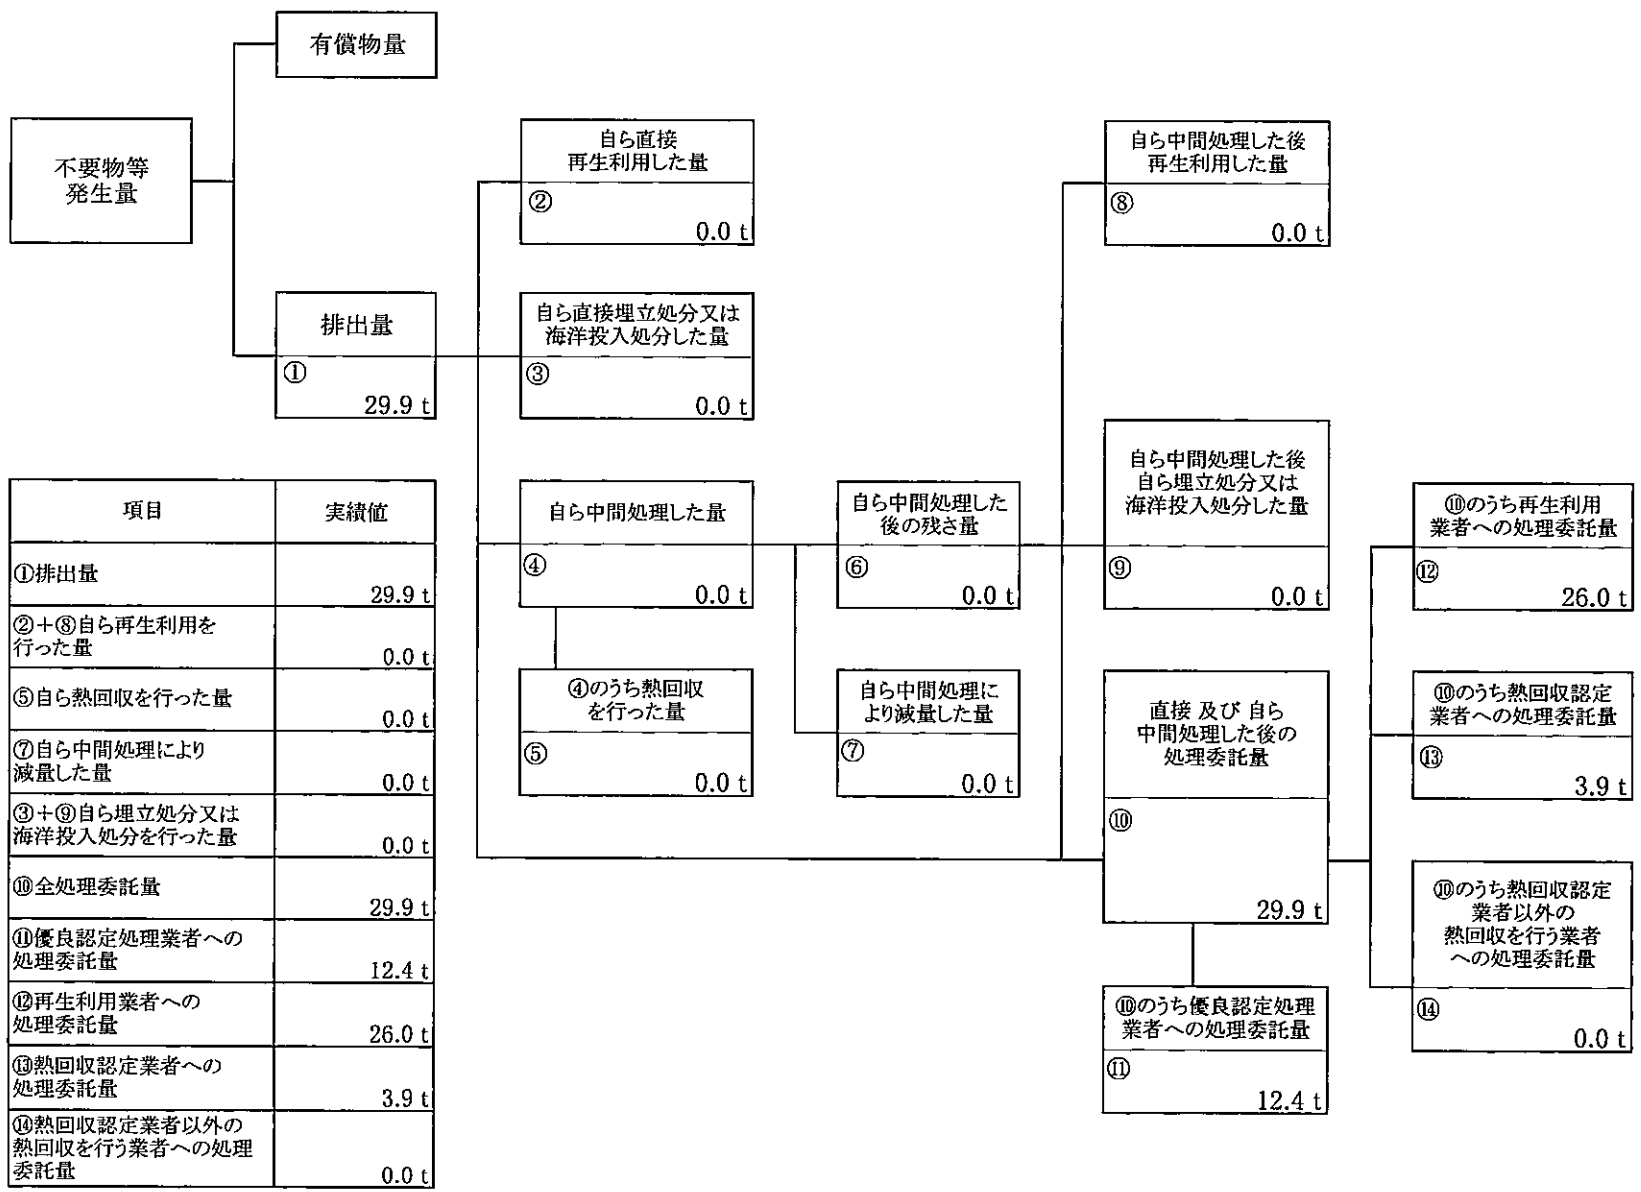 有償物量
不要物等
発生量
排出量
①
29.9 t
自ら直接
再生利用した量
②
0.0 t
自ら直接埋立処分又は
海洋投入処分した量
③
0.0 t
自ら中間処理した量
④
0.0 t
④のうち熱回収
を行った量
⑤
0.0 t
自ら中間処理した
後の残さ量
⑥
0.0 t
自ら中間処理に
より減量した量
⑦
0.0 t
自ら中間処理した後
再生利用した量
⑧
0.0 t
自ら中間処理した後
自ら埋立処分又は
海洋投入処分した量
⑨
0.0 t
直接 及び 自ら
中間処理した後の
処理委託量
⑩
29.9 t
⑩のうち優良認定処理
業者への処理委託量
⑪
12.4 t
⑩のうち再生利用
業者への処理委託量
⑫
26.0 t
⑩のうち熱回収認定
業者への処理委託量
⑬
3.9 t
⑩のうち熱回収認定
業者以外の
熱回収を行う業者
への処理委託量
⑭
0.0 t
項目 実績値
①排出量
29.9 t
②＋⑧自ら再生利用を
行った量
0.0 t
⑤自ら熱回収を行った量
0.0 t
⑦自ら中間処理により
減量した量
0.0 t
③＋⑨自ら埋立処分又は
海洋投入処分を行った量
0.0 t
⑩全処理委託量
29.9 t
⑪優良認定処理業者への
処理委託量
12.4 t
⑫再生利用業者への
処理委託量
26.0 t
⑬熱回収認定業者への
処理委託量
3.9 t
⑭熱回収認定業者以外の
熱回収を行う業者への処理
委託量
0.0 t